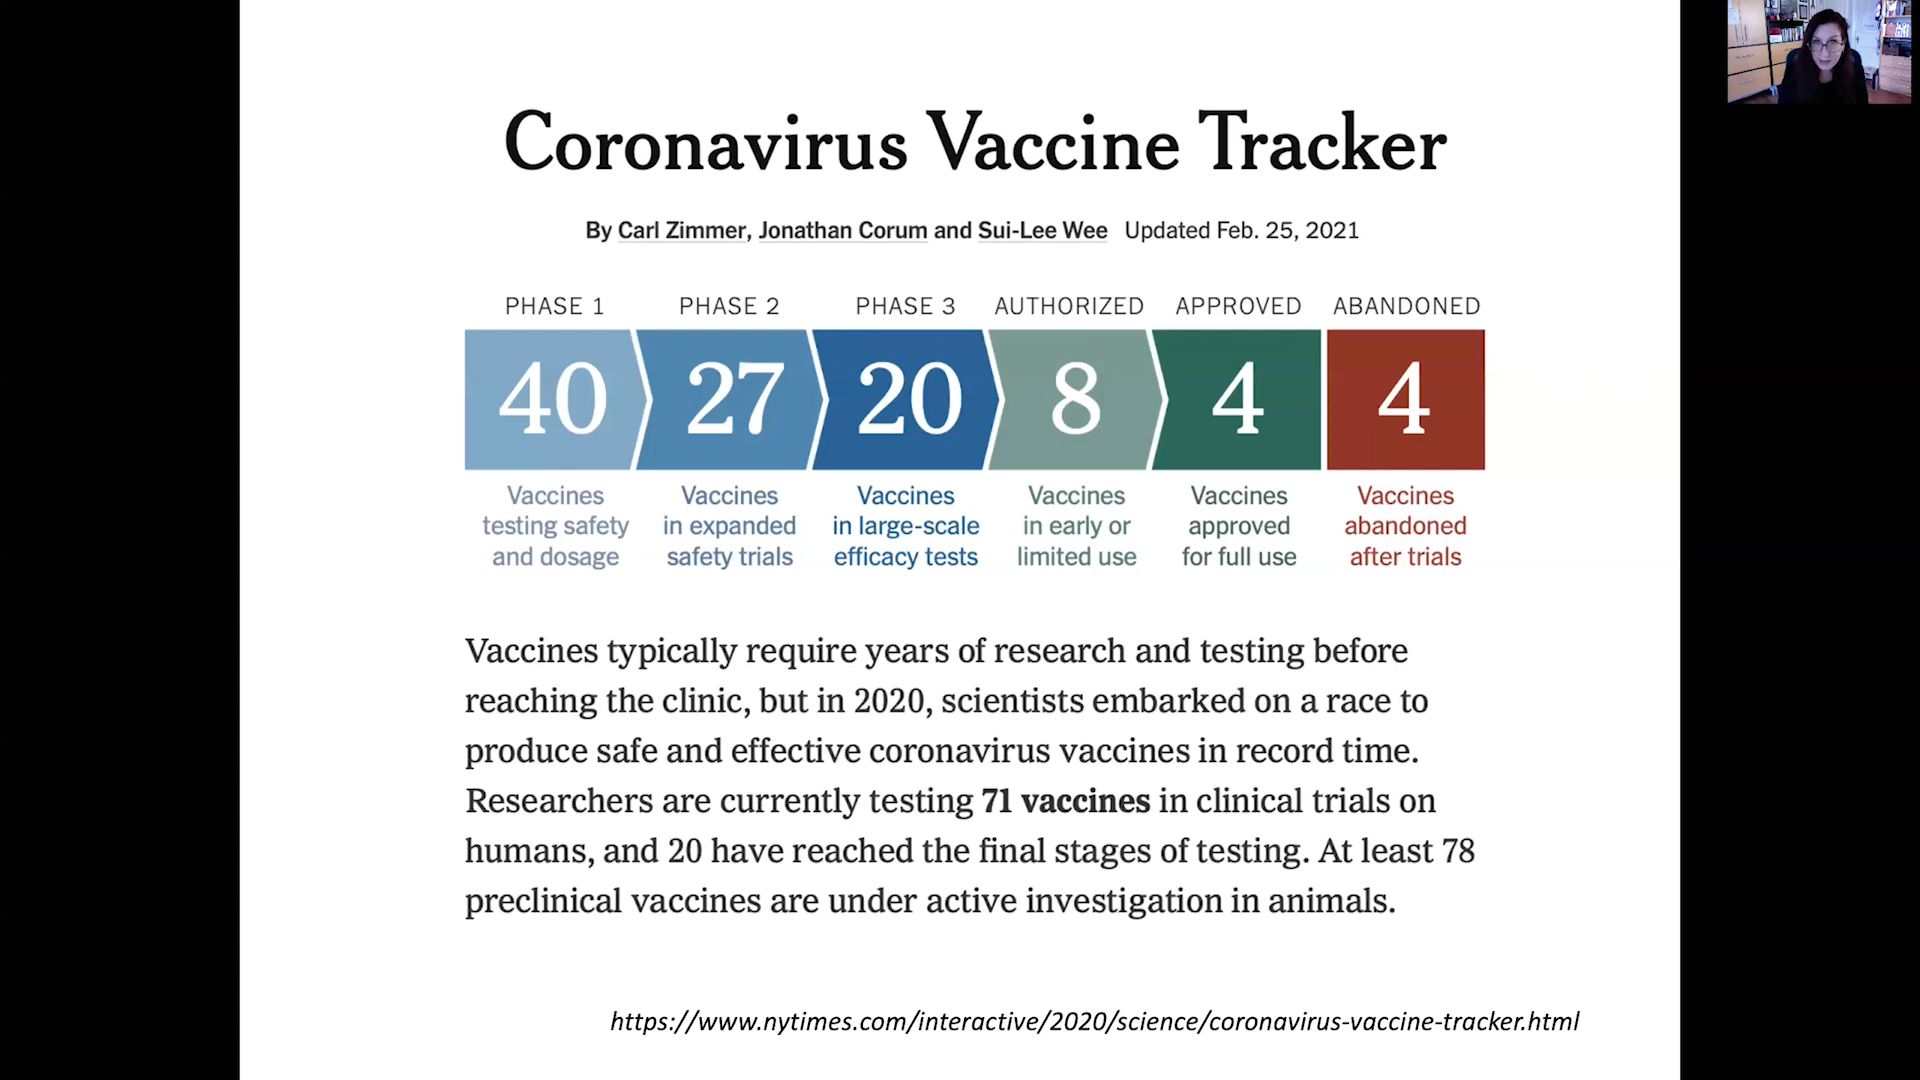 Coronavirus Vaccine Tracker
By Carl Zimmer, Jonathan Corum and Sui-Lee Wee Updated Feb. 25, 2021
PHASE 1 PHASE 2 PHASE 3 AUTHORIZED APPROVED ABANDONED
40 27 20 8 4 4
Vaccines Vaccines Vaccines Vaccines Vaccines Vaccines
testing safety in expanded in large-scale in early or approved abandoned
and dosage safety trials efficacy tests limited use for full use after trials
Vaccines typically require years of research and testing before
reaching the clinic, but in 2020, scientists embarked on a race to
produce safe and effective coronavirus vaccines in record time.
Researchers are currently testing 71 vaccines in clinical trials on
humans, and 20 have reached the final stages of testing. At least 78
preclinical vaccines are under active investigation in animals.
https://www.nytimes.com/interactive/2020/science/coronavirus-vaccine-tracker.html